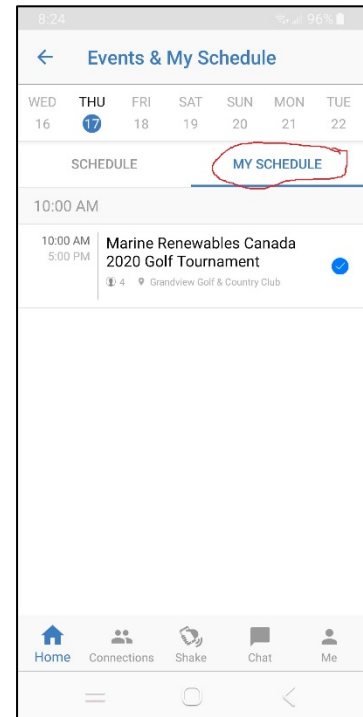 8:24 96%
Events & My Schedule
WED THU FRI SAT SUN MON TUE
16 17 18 19 20 21 22
SCHEDULE MY SCHEDULE
10:00 AM
10:00 AM Marine Renewables Canada
5:00 PM 2020 Golf Tournament
4 Grandview Golf & Country Club
Home Connections Shake Chat Me